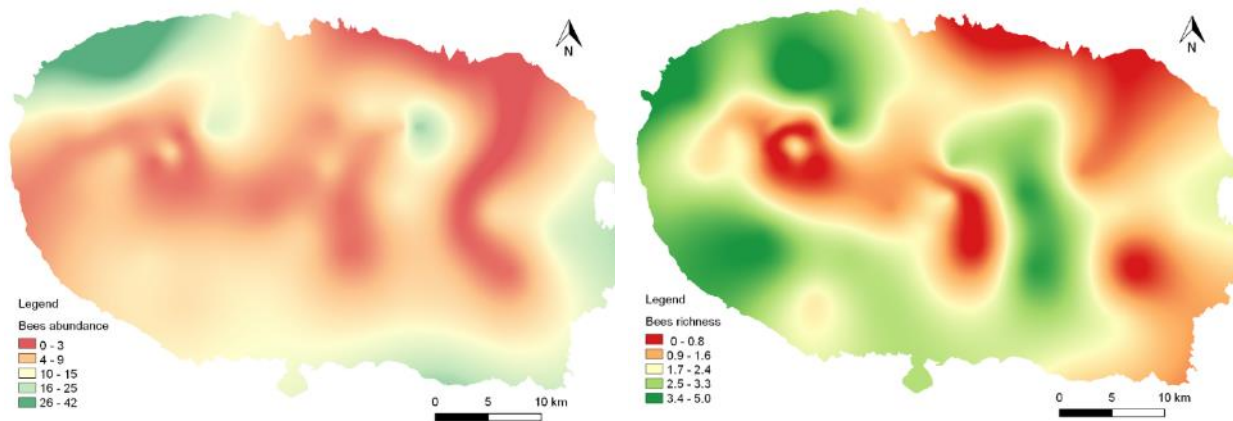 N
Legend
Bees abundance
0 - 3
4 - 9
10 - 15
16 - 25
26 - 42
0 5 10 km
N
Legend
Bees richness
0 - 0.8
0.9 - 1.6
1.7 - 2.4
2.5 - 3.3
3.4 - 5.0
0 5 10 km